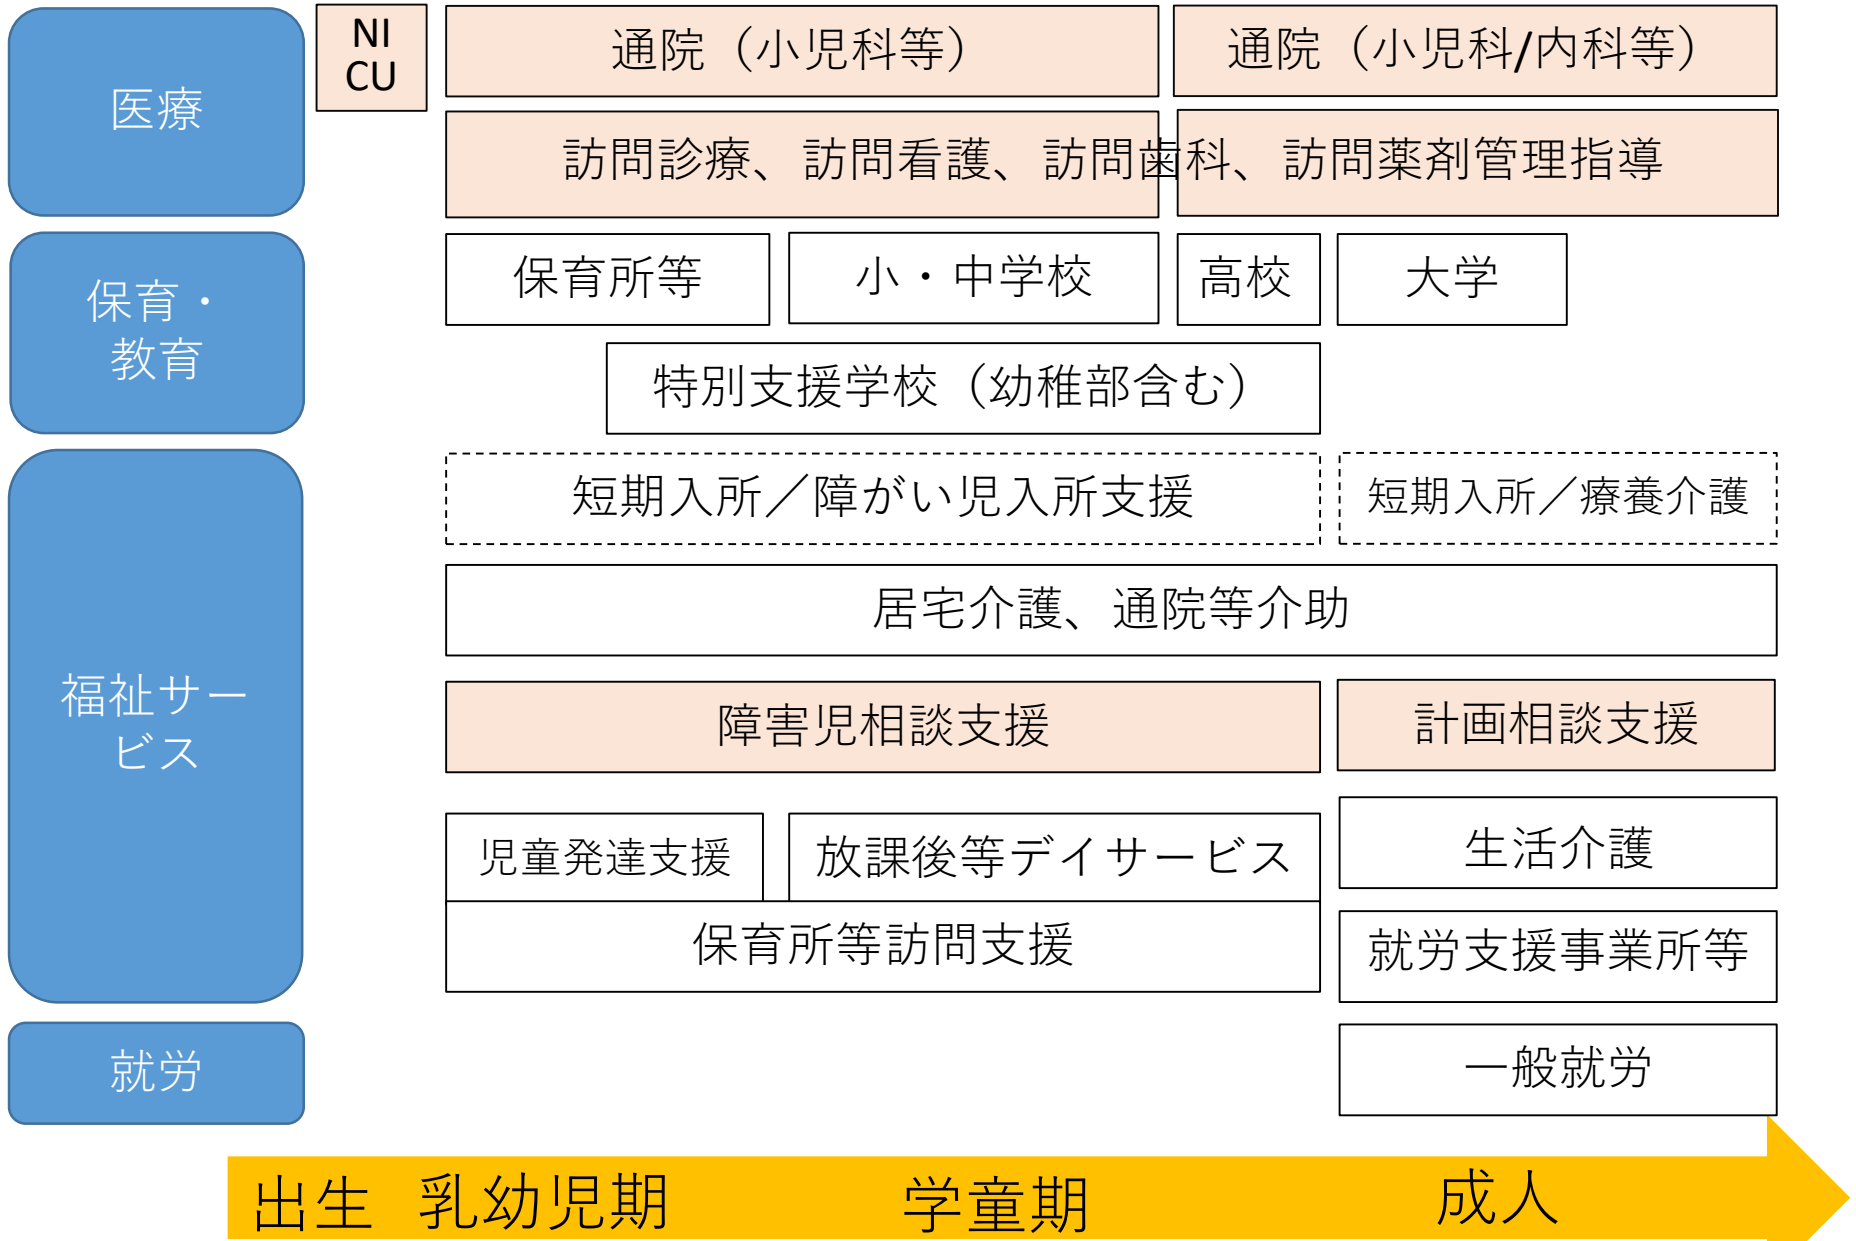 医療
NI
CU
通院（小児科等）
通院（小児科/内科等）
訪問診療、訪問看護、訪問歯科、訪問薬剤管理指導
保育・
教育
保育所等
小・中学校
高校
大学
特別支援学校（幼稚部含む）
福祉サー
ビス
短期入所／障がい児入所支援
短期入所／療養介護
居宅介護、通院等介助
障害児相談支援
計画相談支援
児童発達支援
放課後等デイサービス
生活介護
保育所等訪問支援
就労支援事業所等
就労
一般就労
出生
乳幼児期
学童期
成人